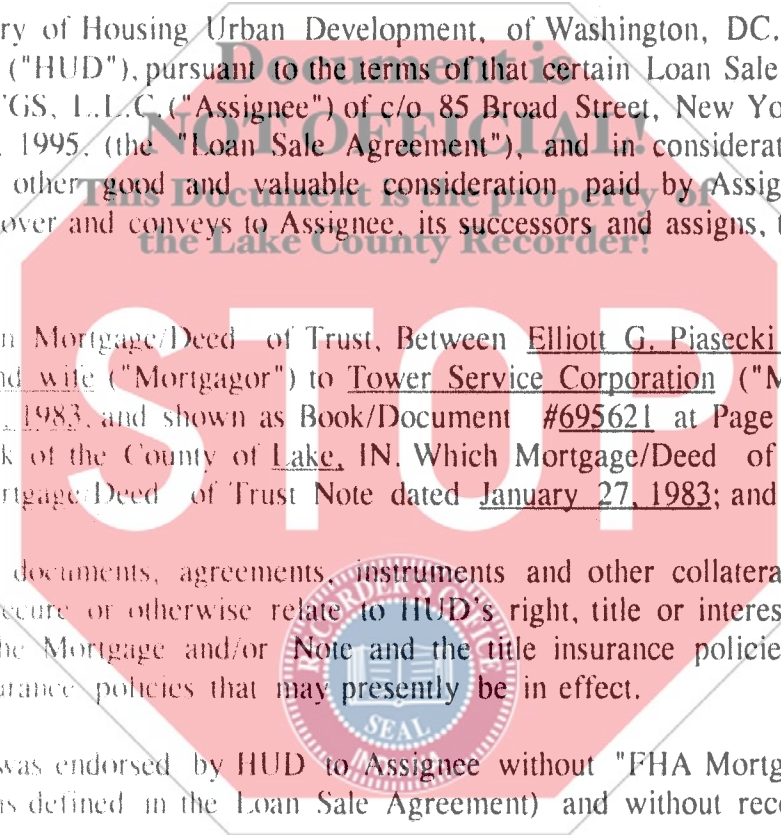 ry of Housing Urban Development, of Washington, DC.
("HUD"), pursuant to the terms of that certain Loan Sale
GS, L.L.C. ("Assignee") of c/o 85 Broad Street, New Yo
1995, (the "Loan Sale Agreement"), and in considerat
other good and valuable consideration paid by Assig
over and conveys to Assignee, its successors and assigns, t
Document is
NOT OFFICIAL!
This Document is the property of
the Lake County Recorder!
n Mortgage/Deed of Trust, Between Elliott G. Piasecki
nd wife ("Mortgagor") to Tower Service Corporation ("M
1983, and shown as Book/Document #695621 at Page
k of the County of Lake, IN. Which Mortgage/Deed of
rtgage/Deed of Trust Note dated January 27, 1983; and
STOP
documents, agreements, instruments and other collatera
ecure or otherwise relate to HUD's right, title or interes
he Mortgage and/or Note and the title insurance policie
urance policies that may presently be in effect.
RECORDER'S OFFICE
SEAL
INDIANA
was endorsed by HUD to Assignee without "FHA Mortg
as defined in the Loan Sale Agreement) and without reco